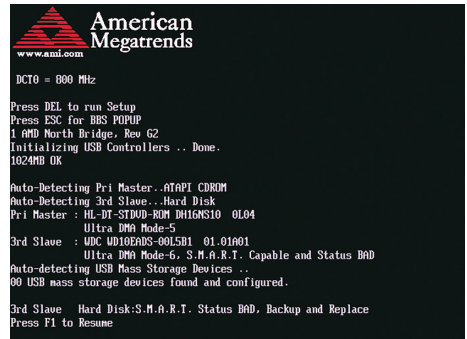 American
Megatrends
www.ami.com
DCT0 = 800 MHz
Press DEL to run Setup
Press ESC for BBS POPUP
1 AMD North Bridge, Rev G2
Initializing USB Controllers .. Done.
1024MB OK
Auto-Detecting Pri Master..ATAPI CDROM
Auto-Detecting 3rd Slave...Hard Disk
Pri Master : HL-DT-STDVD-ROM DH16NS10 0L04
Ultra DMA Mode-5
3rd Slave : WDC WD10EADS-00L5B1 01.01A01
Ultra DMA Mode-6, S.M.A.R.T. Capable and Status BAD
Auto-detecting USB Mass Storage Devices ..
00 USB mass storage devices found and configured.
3rd Slave Hard Disk:S.M.A.R.T. Status BAD, Backup and Replace
Press F1 to Resume